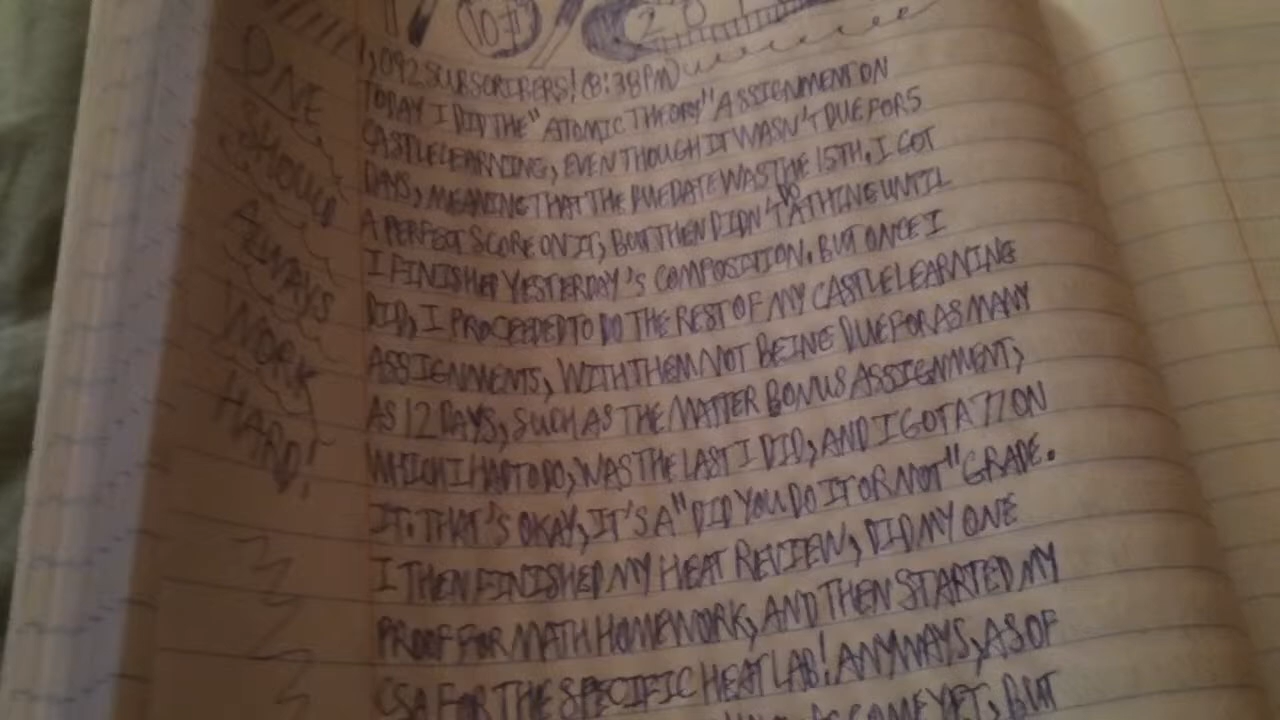 1,092 SUBSCRIBERS! (8:38PM)
TODAY I DID THE "ATOMIC THEORY" ASSIGNMENT ON
CASTLELEARNING, EVEN THOUGH IT WASN'T DUE FOR 5
DAYS, MEANING THAT THE DUE DATE WAS THE 15TH. I GOT
A PERFECT SCORE ON IT, BUT THEN DIDN'T DO A THING UNTIL
I FINISHED YESTERDAY'S COMPOSITION. BUT ONCE I
DID, I PROCEEDED TO DO THE REST OF MY CASTLELEARNING
ASSIGNMENTS, WITH THEM NOT BEING DUE FOR AS MANY
AS 12 DAYS, SUCH AS THE MATTER BONUS ASSIGNMENT,
WHICH I HAD TO DO, WAS THE LAST I DID, AND I GOT A 77 ON
IT. THAT'S OKAY, IT'S A "DID YOU DO IT OR NOT" GRADE.
I THEN FINISHED MY HEAT REVIEW, DID MY ONE
PROOF FOR MATH HOMEWORK, AND THEN STARTED MY
CSA FOR THE SPECIFIC HEAT LAB! ANYWAYS, AS OF
COME YET, BUT
ONE
SHOULD
ALWAYS
WORK
HARD!